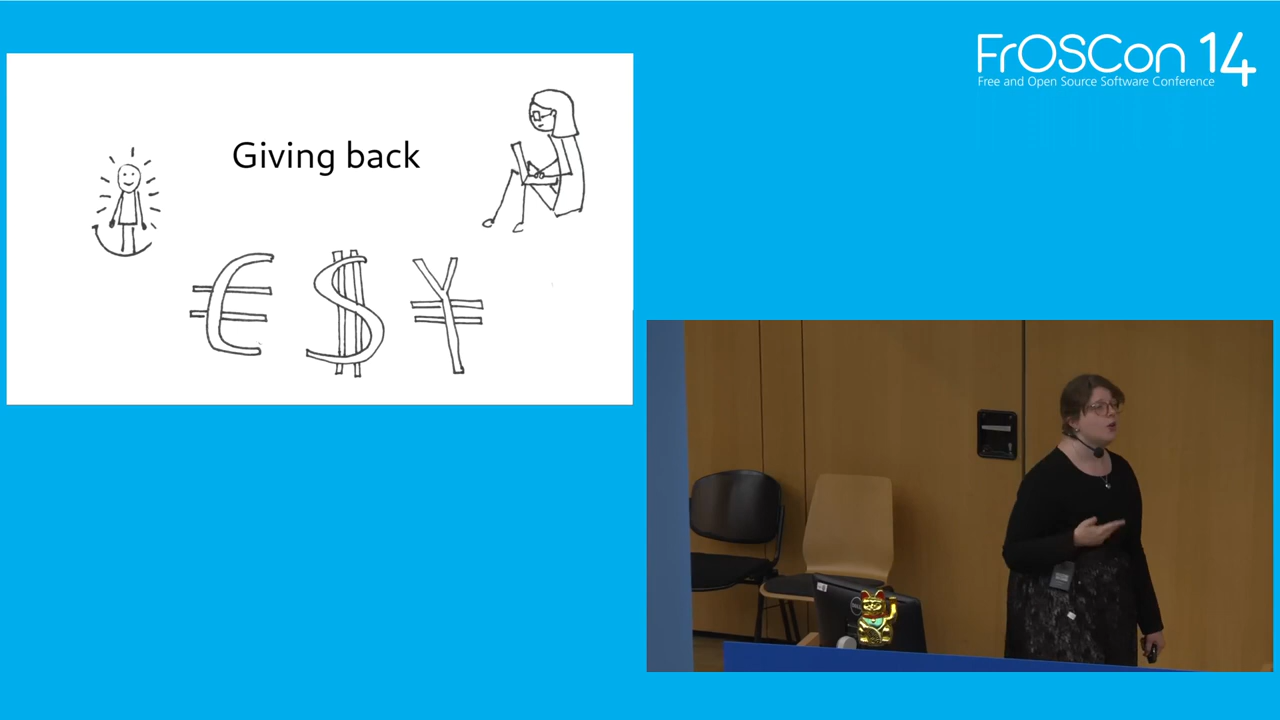 FrOSCon 14
Free and Open Source Software Conference
Giving back
€ $ ¥